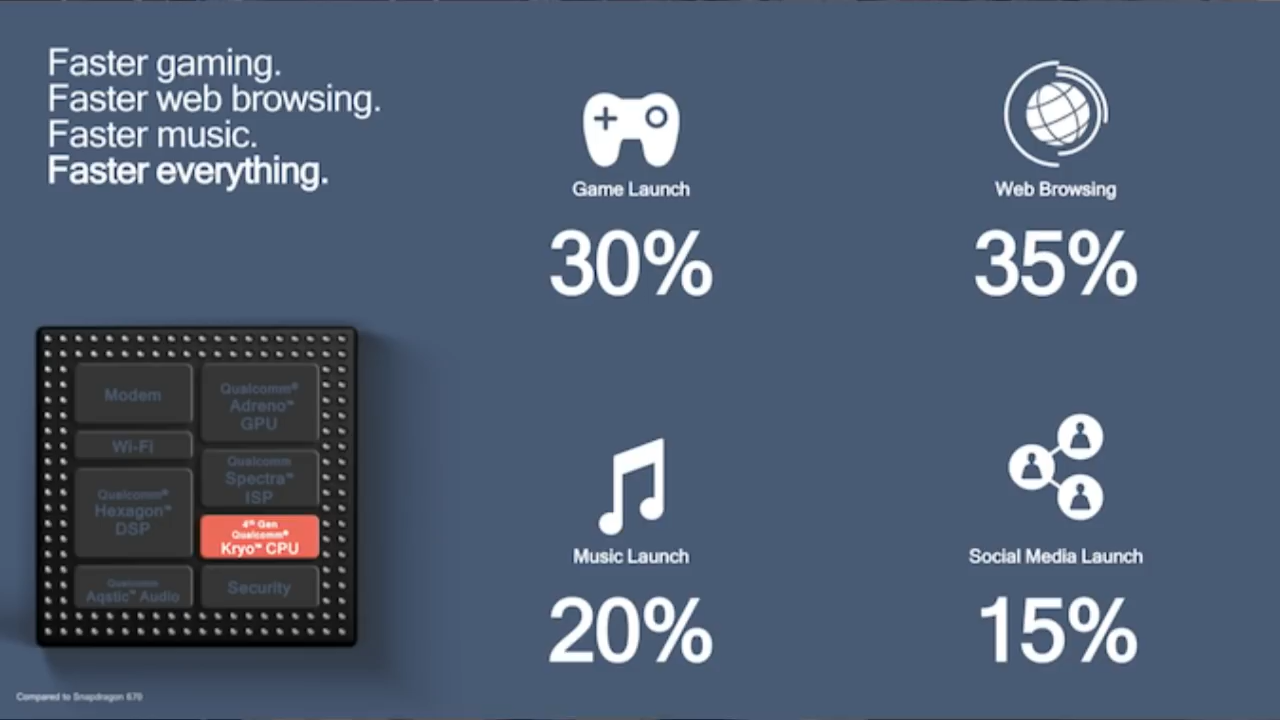 Faster gaming.
Faster web browsing.
Faster music.
Faster everything.
Game Launch
30%
Web Browsing
35%
Music Launch
20%
Social Media Launch
15%
Modem
Wi-Fi
Qualcomm®
Hexagon™
DSP
Qualcomm
Aqstic™ Audio
Qualcomm®
Adreno™
GPU
Qualcomm
Spectra™
ISP
4th Gen
Qualcomm®
Kryo™ CPU
Security
Compared to Snapdragon 670